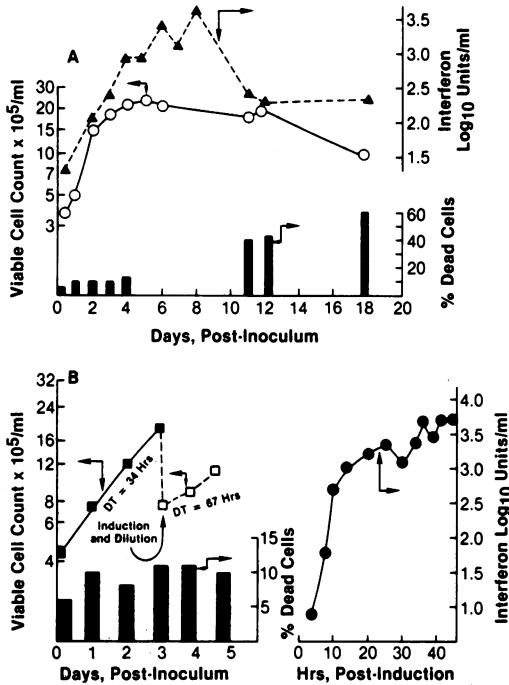 A
Viable Cell Count x 10⁵/ml
30
20
15
10
7
5
3
3.5
3.0
2.5
2.0
1.5
Interferon
Log10 Units/ml
60
40
20
% Dead Cells
0 2 4 6 8 10 11 12 14 16 18 20
Days, Post-Inoculum
B
Viable Cell Count x 10⁵/ml
32
24
16
12
8
6
4
DT = 34 Hrs
DT = 67 Hrs
Induction
and Dilution
15
10
5
% Dead Cells
0 1 2 3 4 5
Days, Post-Inoculum
4.0
3.5
3.0
2.5
2.0
1.5
1.0
Interferon Log10 Units/ml
0 10 20 30 40
Hrs, Post-Induction